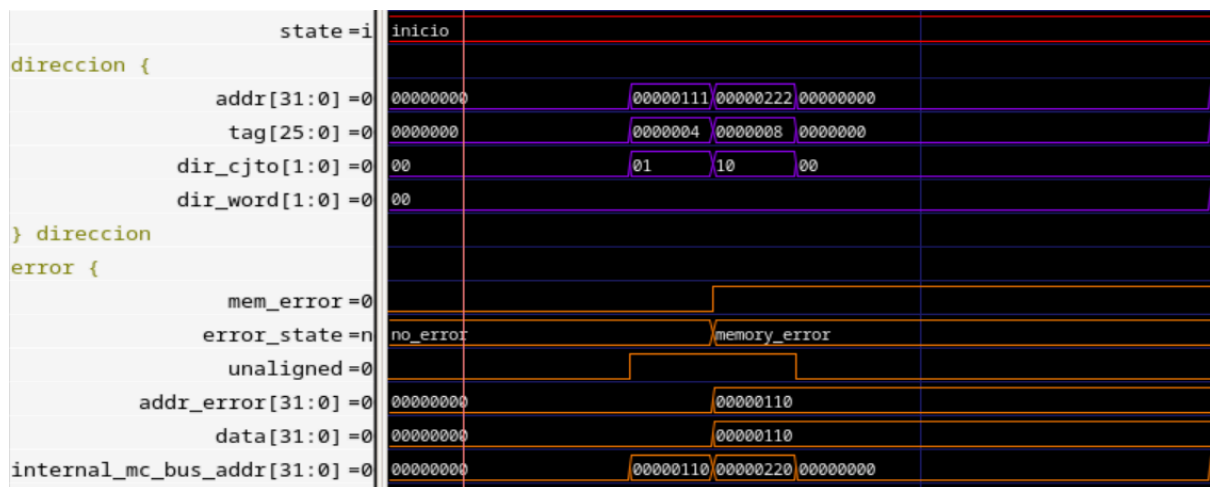 state =i inicio
direccion {
addr[31:0] =0 00000000 00000111 00000222 00000000
tag[25:0] =0 0000000 0000004 0000008 0000000
dir_cjto[1:0] =0 00 01 10 00
dir_word[1:0] =0 00
} direccion
error {
mem_error =0
error_state =n no_error memory_error
unaligned =0
addr_error[31:0] =0 00000000 00000110
data[31:0] =0 00000000 00000110
internal_mc_bus_addr[31:0] =0 00000000 00000110 00000220 00000000